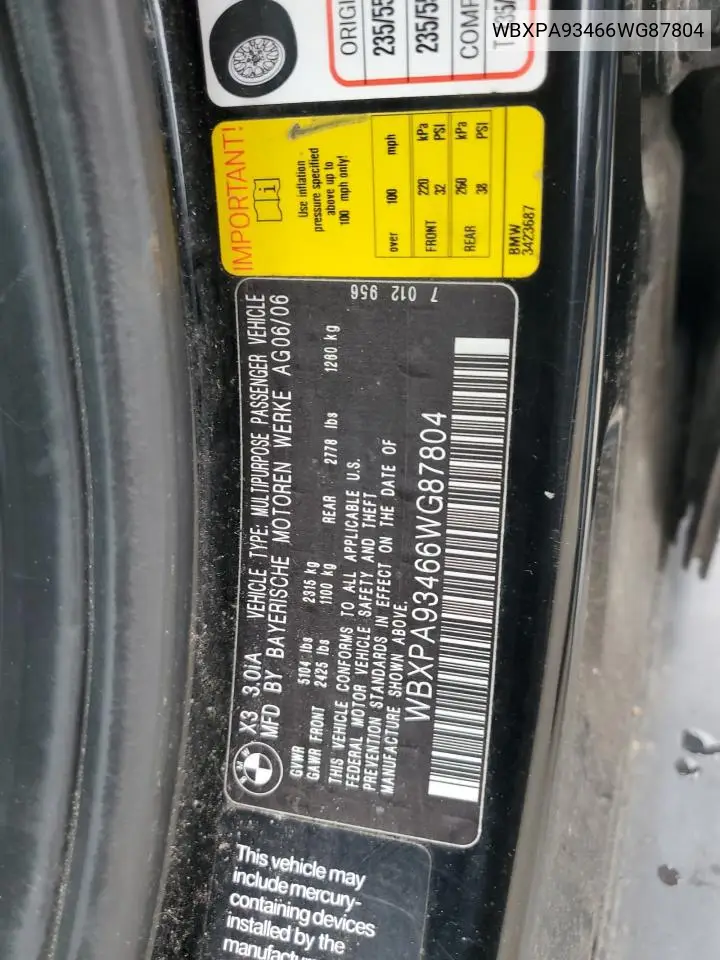 WBXPA93466WG87804
ORIGI
235/55
235/55
COMP
IMPORTANT!
Use inflation
pressure specified
above up to
100 mph only!
over 100 mph
kPa
PSI
FRONT 220
32
kPa
PSI
REAR 260
38
BMW
3423687
7 012 956
BMW
X3 3.0iA VEHICLE TYPE: MULTIPURPOSE PASSENGER VEHICLE
MFD BY BAYERISCHE MOTOREN WERKE AG06/06
GVWR 5104 lbs 2315 kg
GAWR FRONT 2425 lbs 1100 kg REAR 2778 lbs 1260 kg
THIS VEHICLE CONFORMS TO ALL APPLICABLE U.S.
FEDERAL MOTOR VEHICLE SAFETY AND THEFT
PREVENTION STANDARDS IN EFFECT ON THE DATE OF
MANUFACTURE SHOWN ABOVE.
WBXPA93466WG87804
This vehicle may
include mercury-
containing devices
installed by the
manufactur